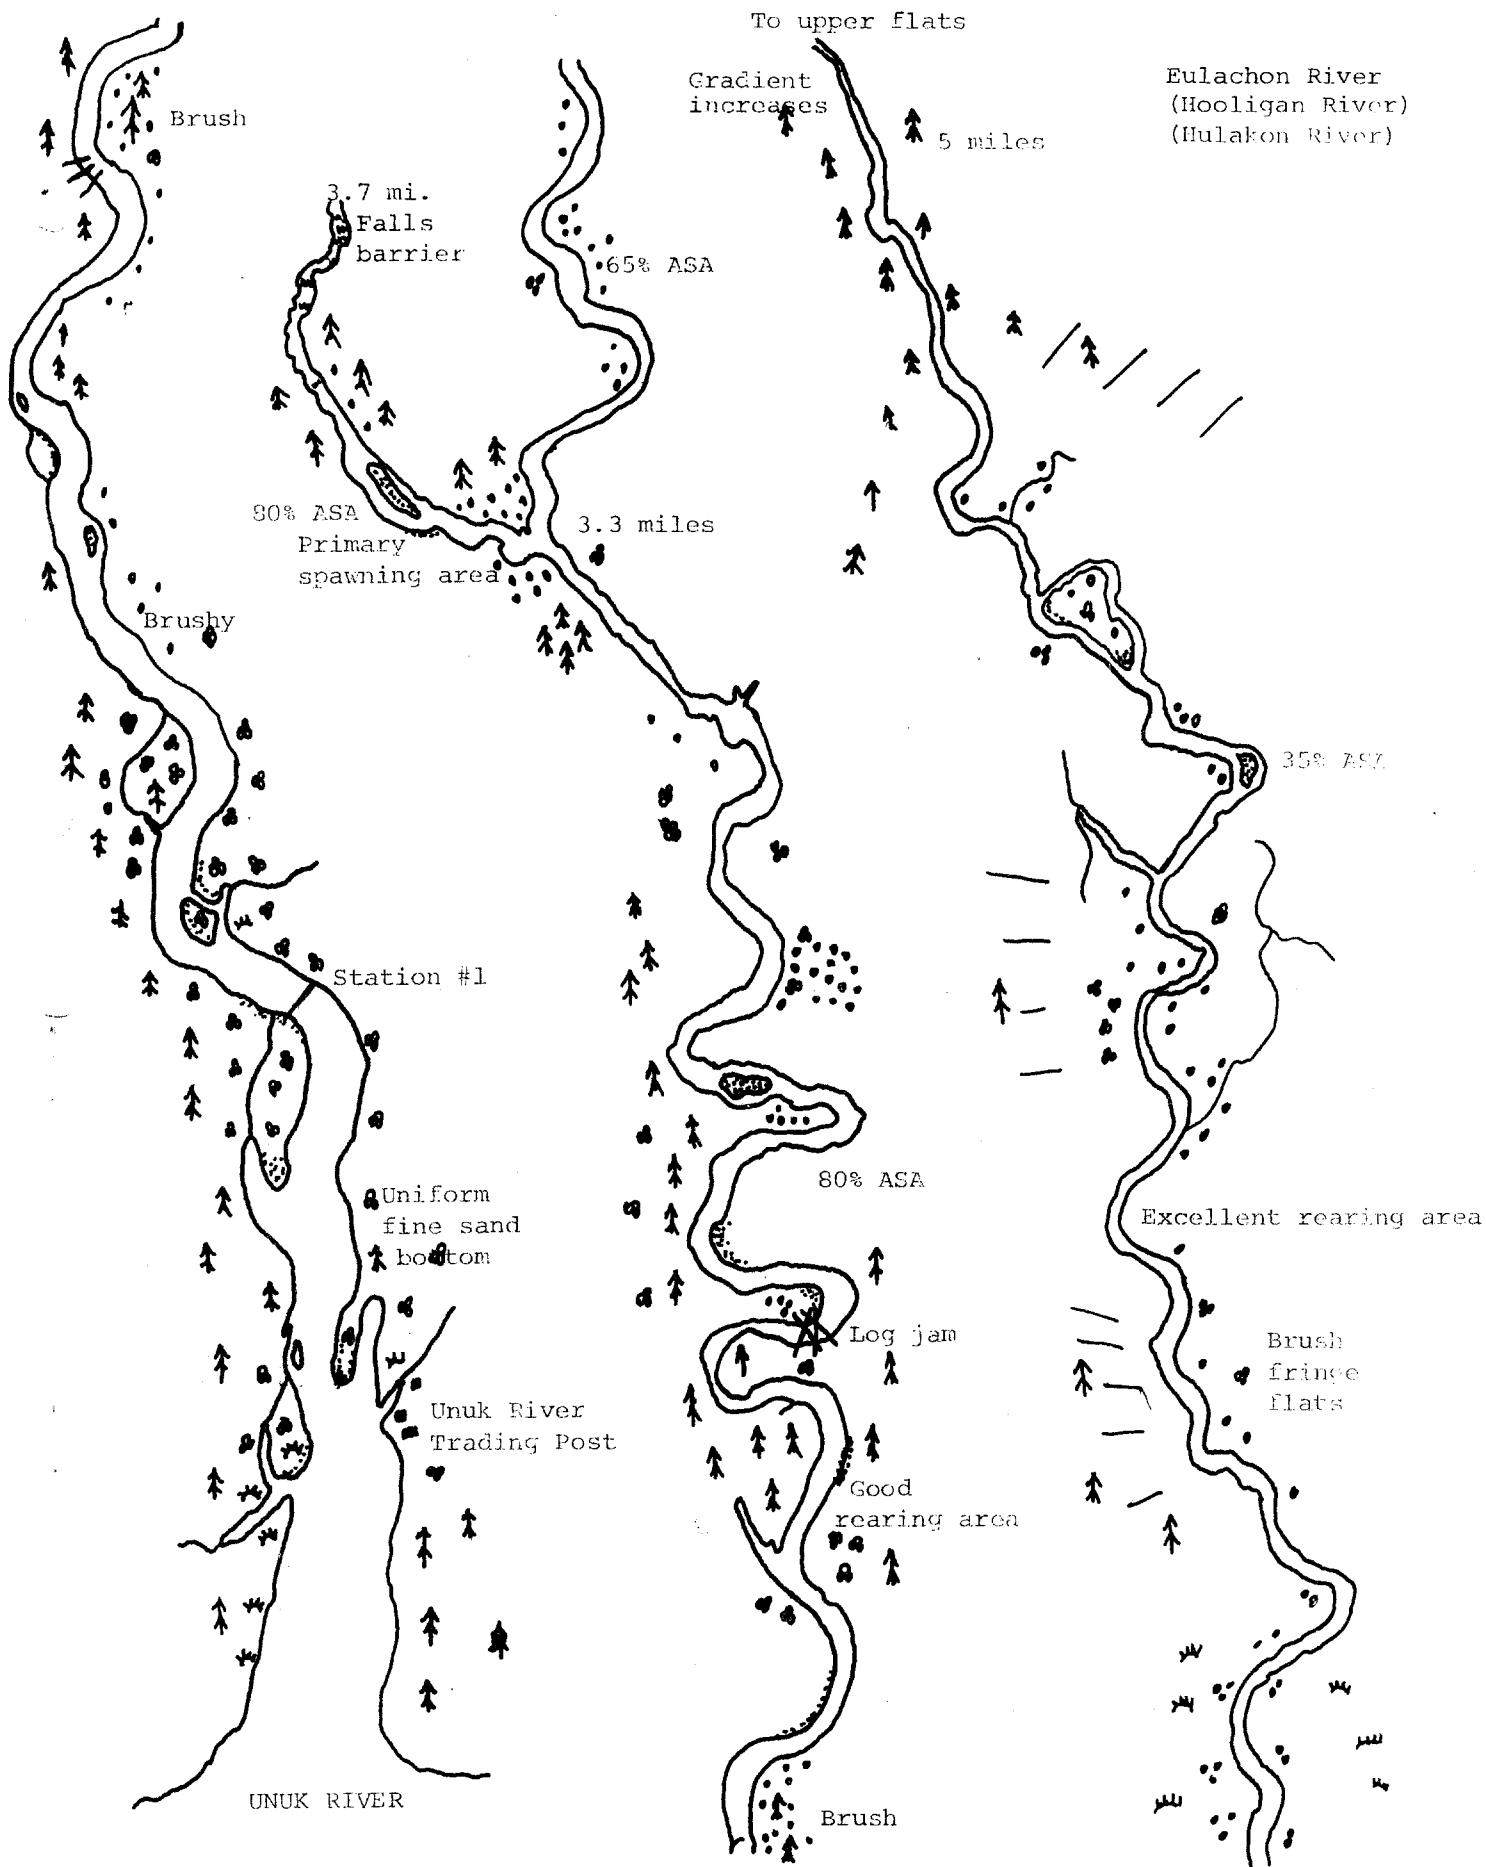 To upper flats
Eulachon River
(Hooligan River)
(Hulakon River)
Gradient
increases
5 miles
Brush
3.7 mi.
Falls
barrier
65% ASA
80% ASA
Primary
spawning area
3.3 miles
Brushy
35% ASA
Station #1
Uniform
fine sand
bottom
80% ASA
Excellent rearing area
Log jam
Brush
fringe
flats
Unuk River
Trading Post
Good
rearing area
UNUK RIVER
Brush